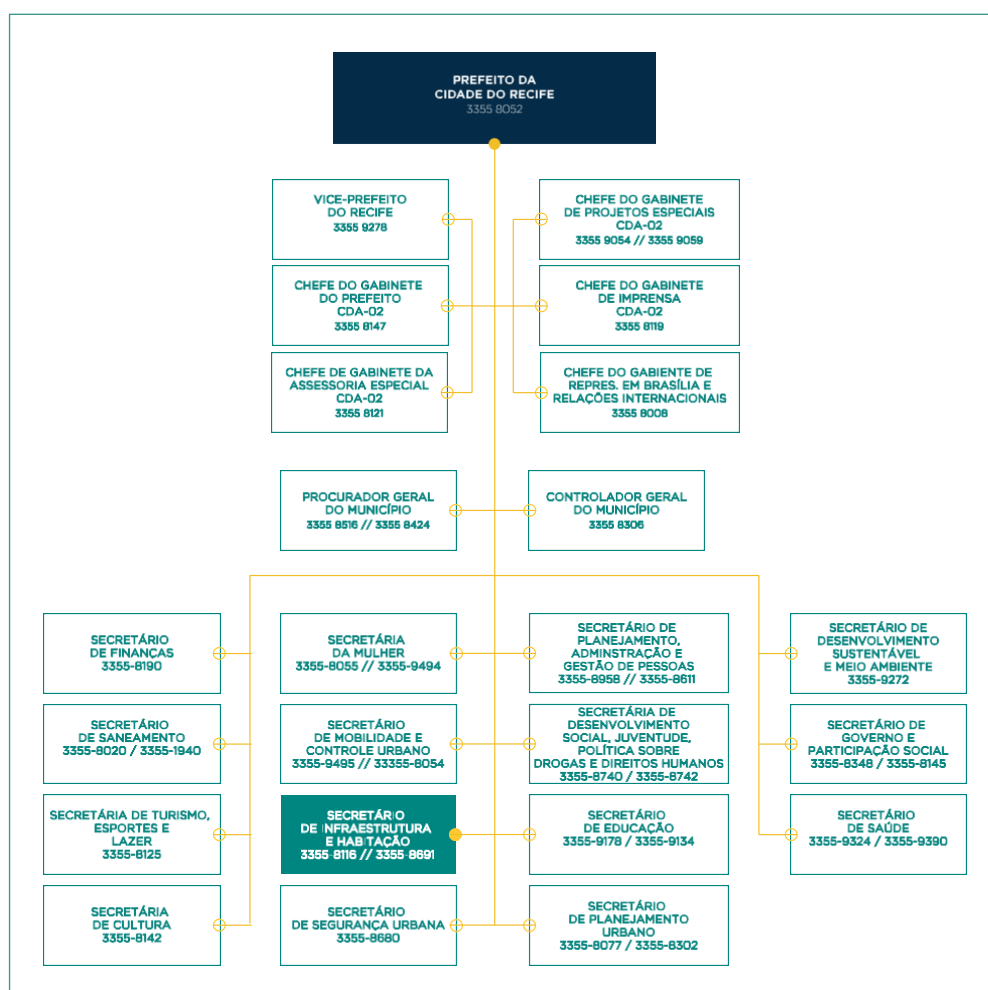 PREFEITO DA
CIDADE DO RECIFE
3355 8052
VICE-PREFEITO
DO RECIFE
3355 9278
CHEFE DO GABINETE
DE PROJETOS ESPECIAIS
CDA-02
3355 9054 // 3355 9059
CHEFE DO GABINETE
DO PREFEITO
CDA-02
3355 8147
CHEFE DO GABINETE
DE IMPRENSA
CDA-02
3355 8119
CHEFE DE GABINETE DA
ASSESSORIA ESPECIAL
CDA-02
3355 8121
CHEFE DO GABIENTE DE
REPRES. EM BRASÍLIA E
RELAÇÕES INTERNACIONAIS
3355 8008
PROCURADOR GERAL
DO MUNICÍPIO
3355 8516 // 3355 8424
CONTROLADOR GERAL
DO MUNICÍPIO
3355 8306
SECRETÁRIO
DE FINANÇAS
3355-8190
SECRETÁRIA
DA MULHER
3355-8055 // 3355-9494
SECRETÁRIO DE
PLANEJAMENTO,
ADMINSTRAÇÃO E
GESTÃO DE PESSOAS
3355-8958 // 3355-8611
SECRETÁRIO DE
DESENVOLVIMENTO
SUSTENTÁVEL
E MEIO AMBIENTE
3355-9272
SECRETÁRIO
DE SANEAMENTO
3355-8020 / 3355-1940
SECRETÁRIO
DE MOBILIDADE E
CONTROLE URBANO
3355-9495 // 33355-8054
SECRETÁRIA DE
DESENVOLVIMENTO
SOCIAL, JUVENTUDE,
POLÍTICA SOBRE
DROGAS E DIREITOS HUMANOS
3355-8740 / 3355-8742
SECRETÁRIO DE
GOVERNO E
PARTICIPAÇÃO SOCIAL
3355-8348 / 3355-8145
SECRETÁRIA DE TURISMO,
ESPORTES E
LAZER
3355-8125
SECRETÁRIO
DE INFRAESTRUTURA
E HABITAÇÃO
3355-8116 // 3355-8691
SECRETÁRIO
DE EDUCAÇÃO
3355-9178 / 3355-9134
SECRETÁRIO
DE SAÚDE
3355-9324 / 3355-9390
SECRETÁRIA
DE CULTURA
3355-8142
SECRETÁRIO
DE SEGURANÇA URBANA
3355-8680
SECRETÁRIO
DE PLANEJAMENTO
URBANO
3355-8077 / 3355-8302